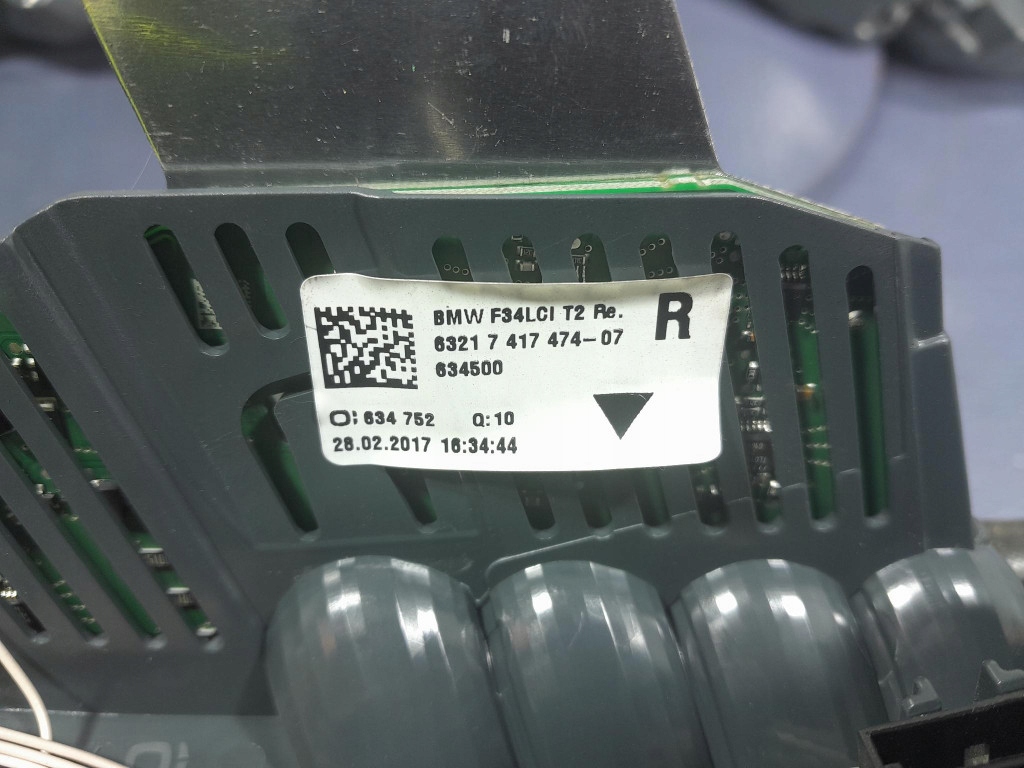 BMW F34LCI T2 Re.
R
6321 7 417 474-07
634500
634 752 Q:10
28.02.2017 16:34:44